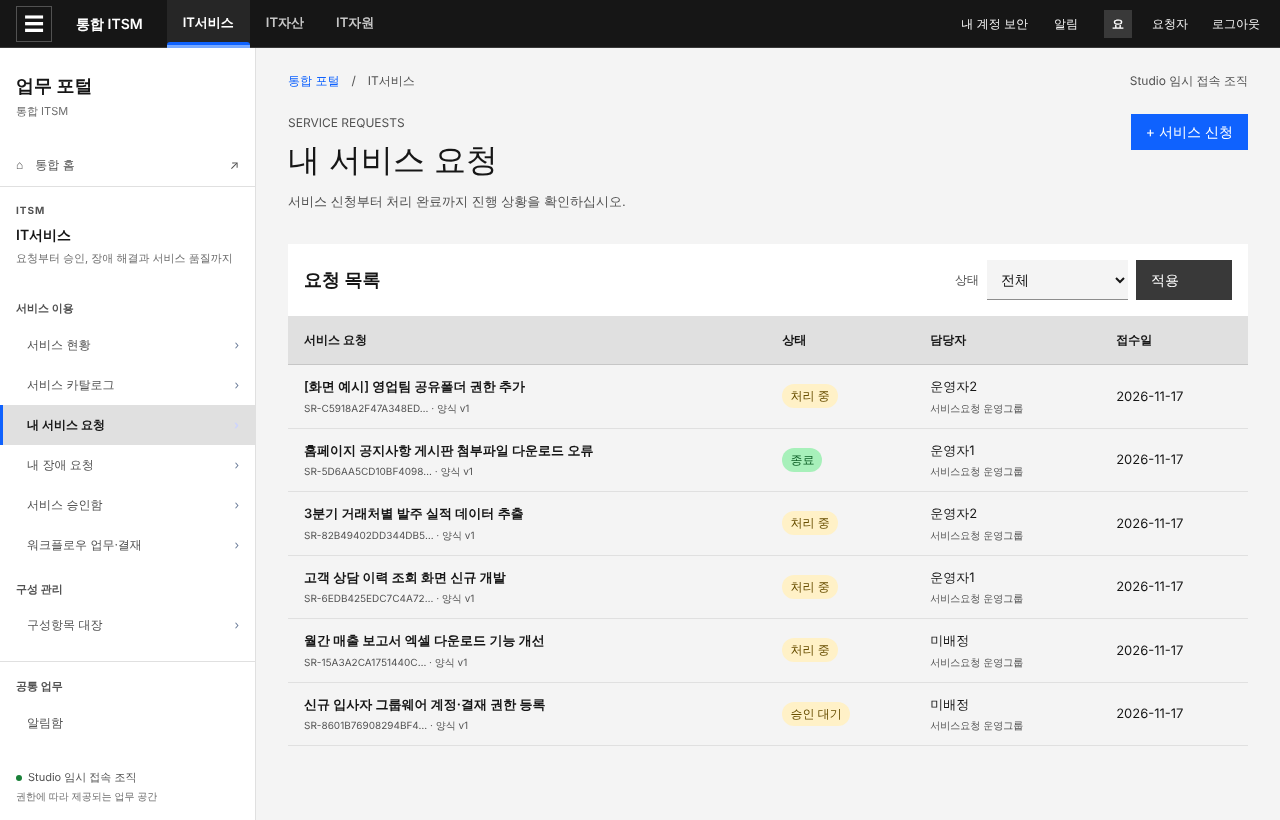 통합 ITSM
IT서비스
IT자산
IT자원
내 계정 보안
알림
요
요청자
로그아웃
업무 포털
통합 ITSM
통합 홈
ITSM
IT서비스
요청부터 승인, 장애 해결과 서비스 품질까지
서비스 이용
서비스 현황
서비스 카탈로그
내 서비스 요청
내 장애 요청
서비스 승인함
워크플로우 업무·결재
구성 관리
구성항목 대장
공통 업무
알림함
Studio 임시 접속 조직
권한에 따라 제공되는 업무 공간
통합 포털 / IT서비스
Studio 임시 접속 조직
SERVICE REQUESTS
내 서비스 요청
서비스 신청부터 처리 완료까지 진행 상황을 확인하십시오.
+ 서비스 신청
요청 목록
상태
전체
적용
서비스 요청 상태 담당자 접수일
[화면 예시] 영업팀 공유폴더 권한 추가
SR-C5918A2F47A348ED... · 양식 v1
처리 중
운영자2
서비스요청 운영그룹
2026-11-17
홈페이지 공지사항 게시판 첨부파일 다운로드 오류
SR-5D6AA5CD10BF4098... · 양식 v1
종료
운영자1
서비스요청 운영그룹
2026-11-17
3분기 거래처별 발주 실적 데이터 추출
SR-82B49402DD344DB5... · 양식 v1
처리 중
운영자2
서비스요청 운영그룹
2026-11-17
고객 상담 이력 조회 화면 신규 개발
SR-6EDB425EDC7C4A72... · 양식 v1
처리 중
운영자1
서비스요청 운영그룹
2026-11-17
월간 매출 보고서 엑셀 다운로드 기능 개선
SR-15A3A2CA1751440C... · 양식 v1
처리 중
미배정
서비스요청 운영그룹
2026-11-17
신규 입사자 그룹웨어 계정·결재 권한 등록
SR-8601B76908294BF4... · 양식 v1
승인 대기
미배정
서비스요청 운영그룹
2026-11-17